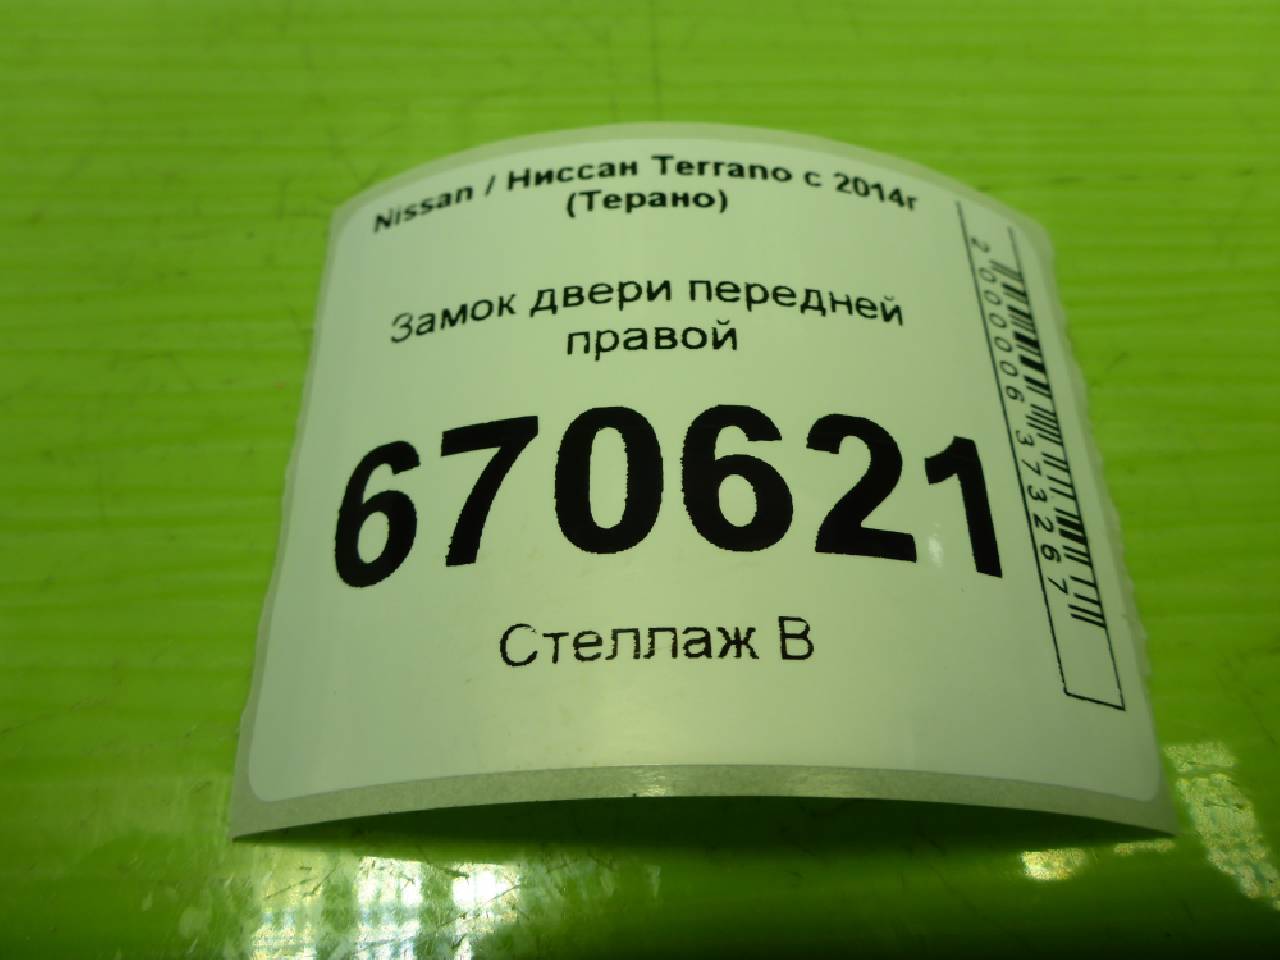 Nissan / Ниссан Terrano с 2014г
(Терано)
Замок двери передней
правой
670621
Стеллаж В
2000006373267